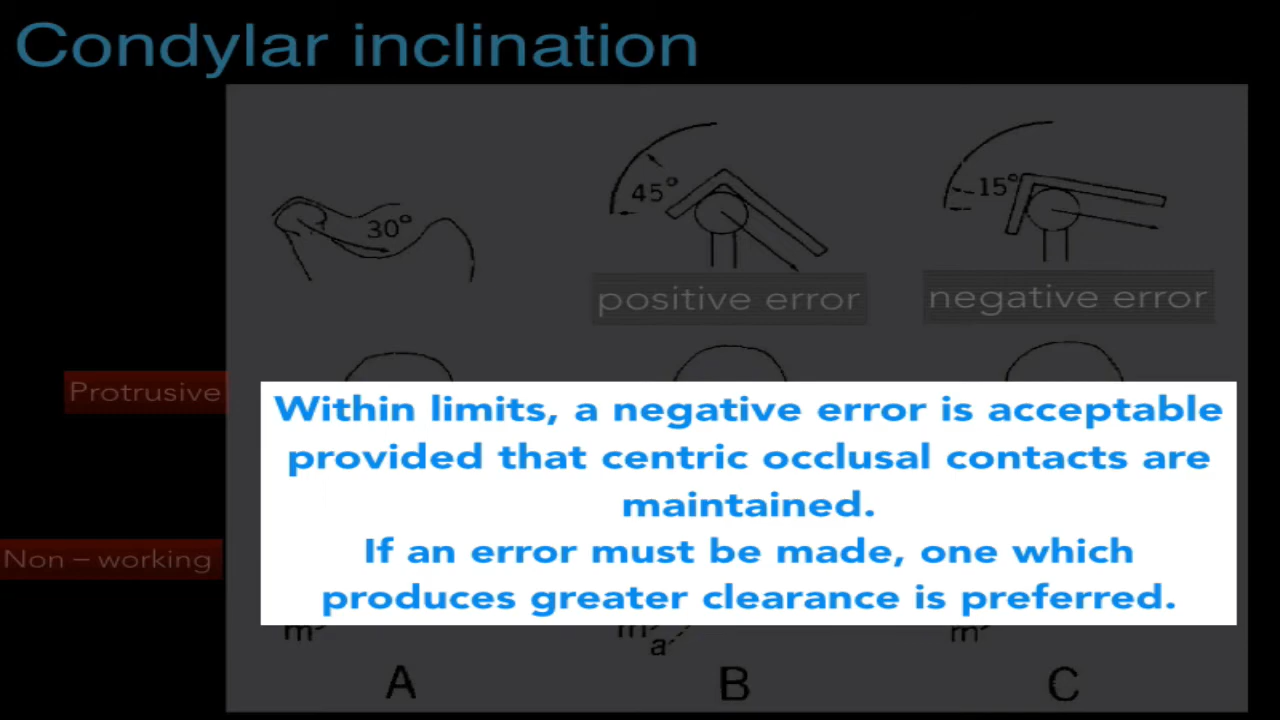 Condylar inclination
30°
45°
15°
positive error
negative error
Protrusive
Within limits, a negative error is acceptable
provided that centric occlusal contacts are
maintained.
If an error must be made, one which
produces greater clearance is preferred.
Non – working
m
m
a
m
A
B
C